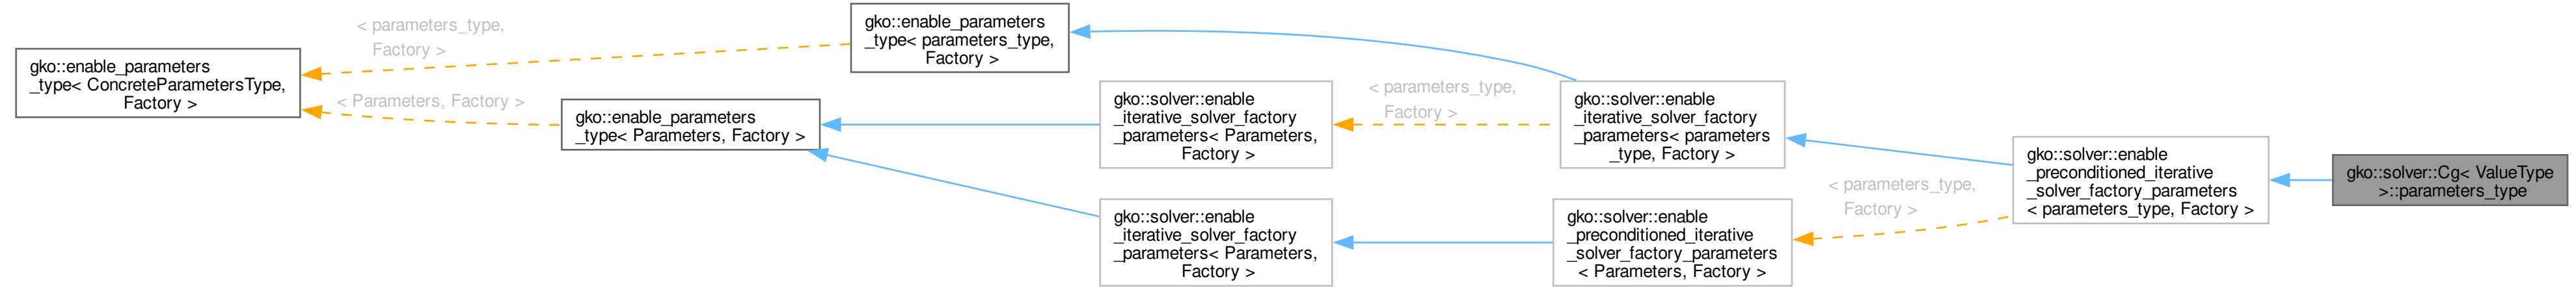 gko::enable_parameters
_type< ConcreteParametersType,
Factory >
< parameters_type,
Factory >
< Parameters, Factory >
gko::enable_parameters
_type< parameters_type,
Factory >
gko::enable_parameters
_type< Parameters, Factory >
gko::solver::enable
_iterative_solver_factory
_parameters< Parameters,
Factory >
gko::solver::enable
_iterative_solver_factory
_parameters< Parameters,
Factory >
< parameters_type,
Factory >
gko::solver::enable
_iterative_solver_factory
_parameters< parameters
_type, Factory >
gko::solver::enable
_preconditioned_iterative
_solver_factory_parameters
< Parameters, Factory >
< parameters_type,
Factory >
gko::solver::enable
_preconditioned_iterative
_solver_factory_parameters
< parameters_type, Factory >
gko::solver::Cg< ValueType
>::parameters_type